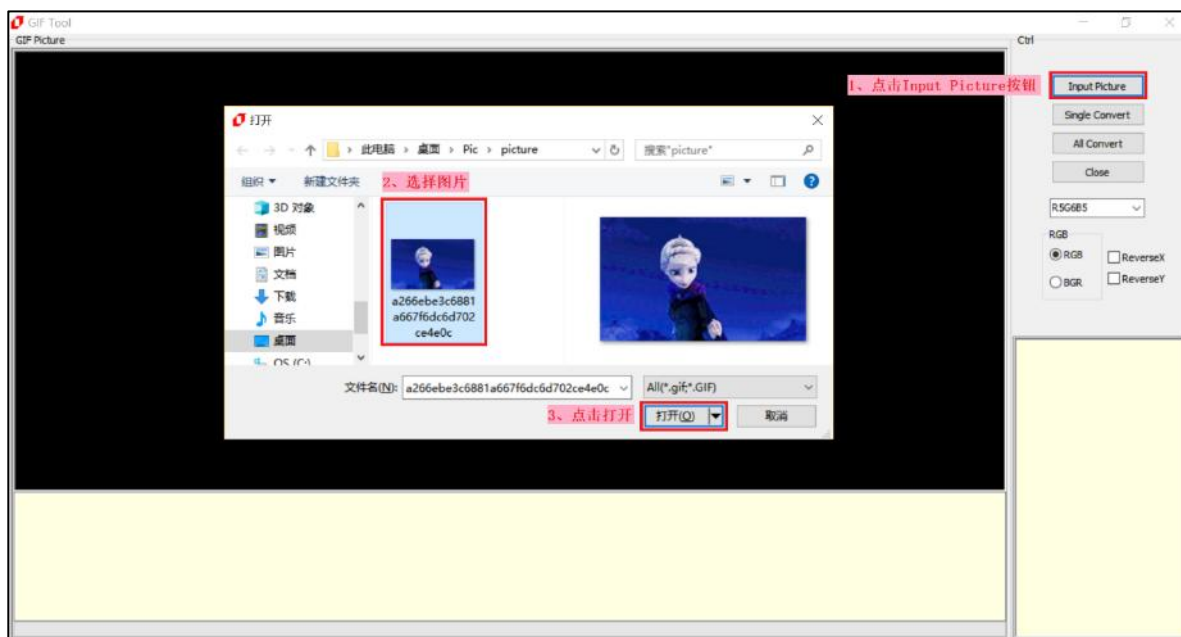 GIF Tool
GIF Picture
Ctrl
1、点击Input Picture按钮
Input Picture
Single Convert
All Convert
Close
R5G6B5
RGB
RGB
ReverseX
BGR
ReverseY
打开
此电脑 › 桌面 › Pic › picture
搜索"picture"
组织
新建文件夹
2、选择图片
3D 对象
视频
图片
文档
下载
音乐
桌面
OS (C:)
a266ebe3c6881
a667f6dc6d702
ce4e0c
文件名(N):
a266ebe3c6881a667f6dc6d702ce4e0c
All(*.gif;*.GIF)
3、点击打开
打开(O)
取消